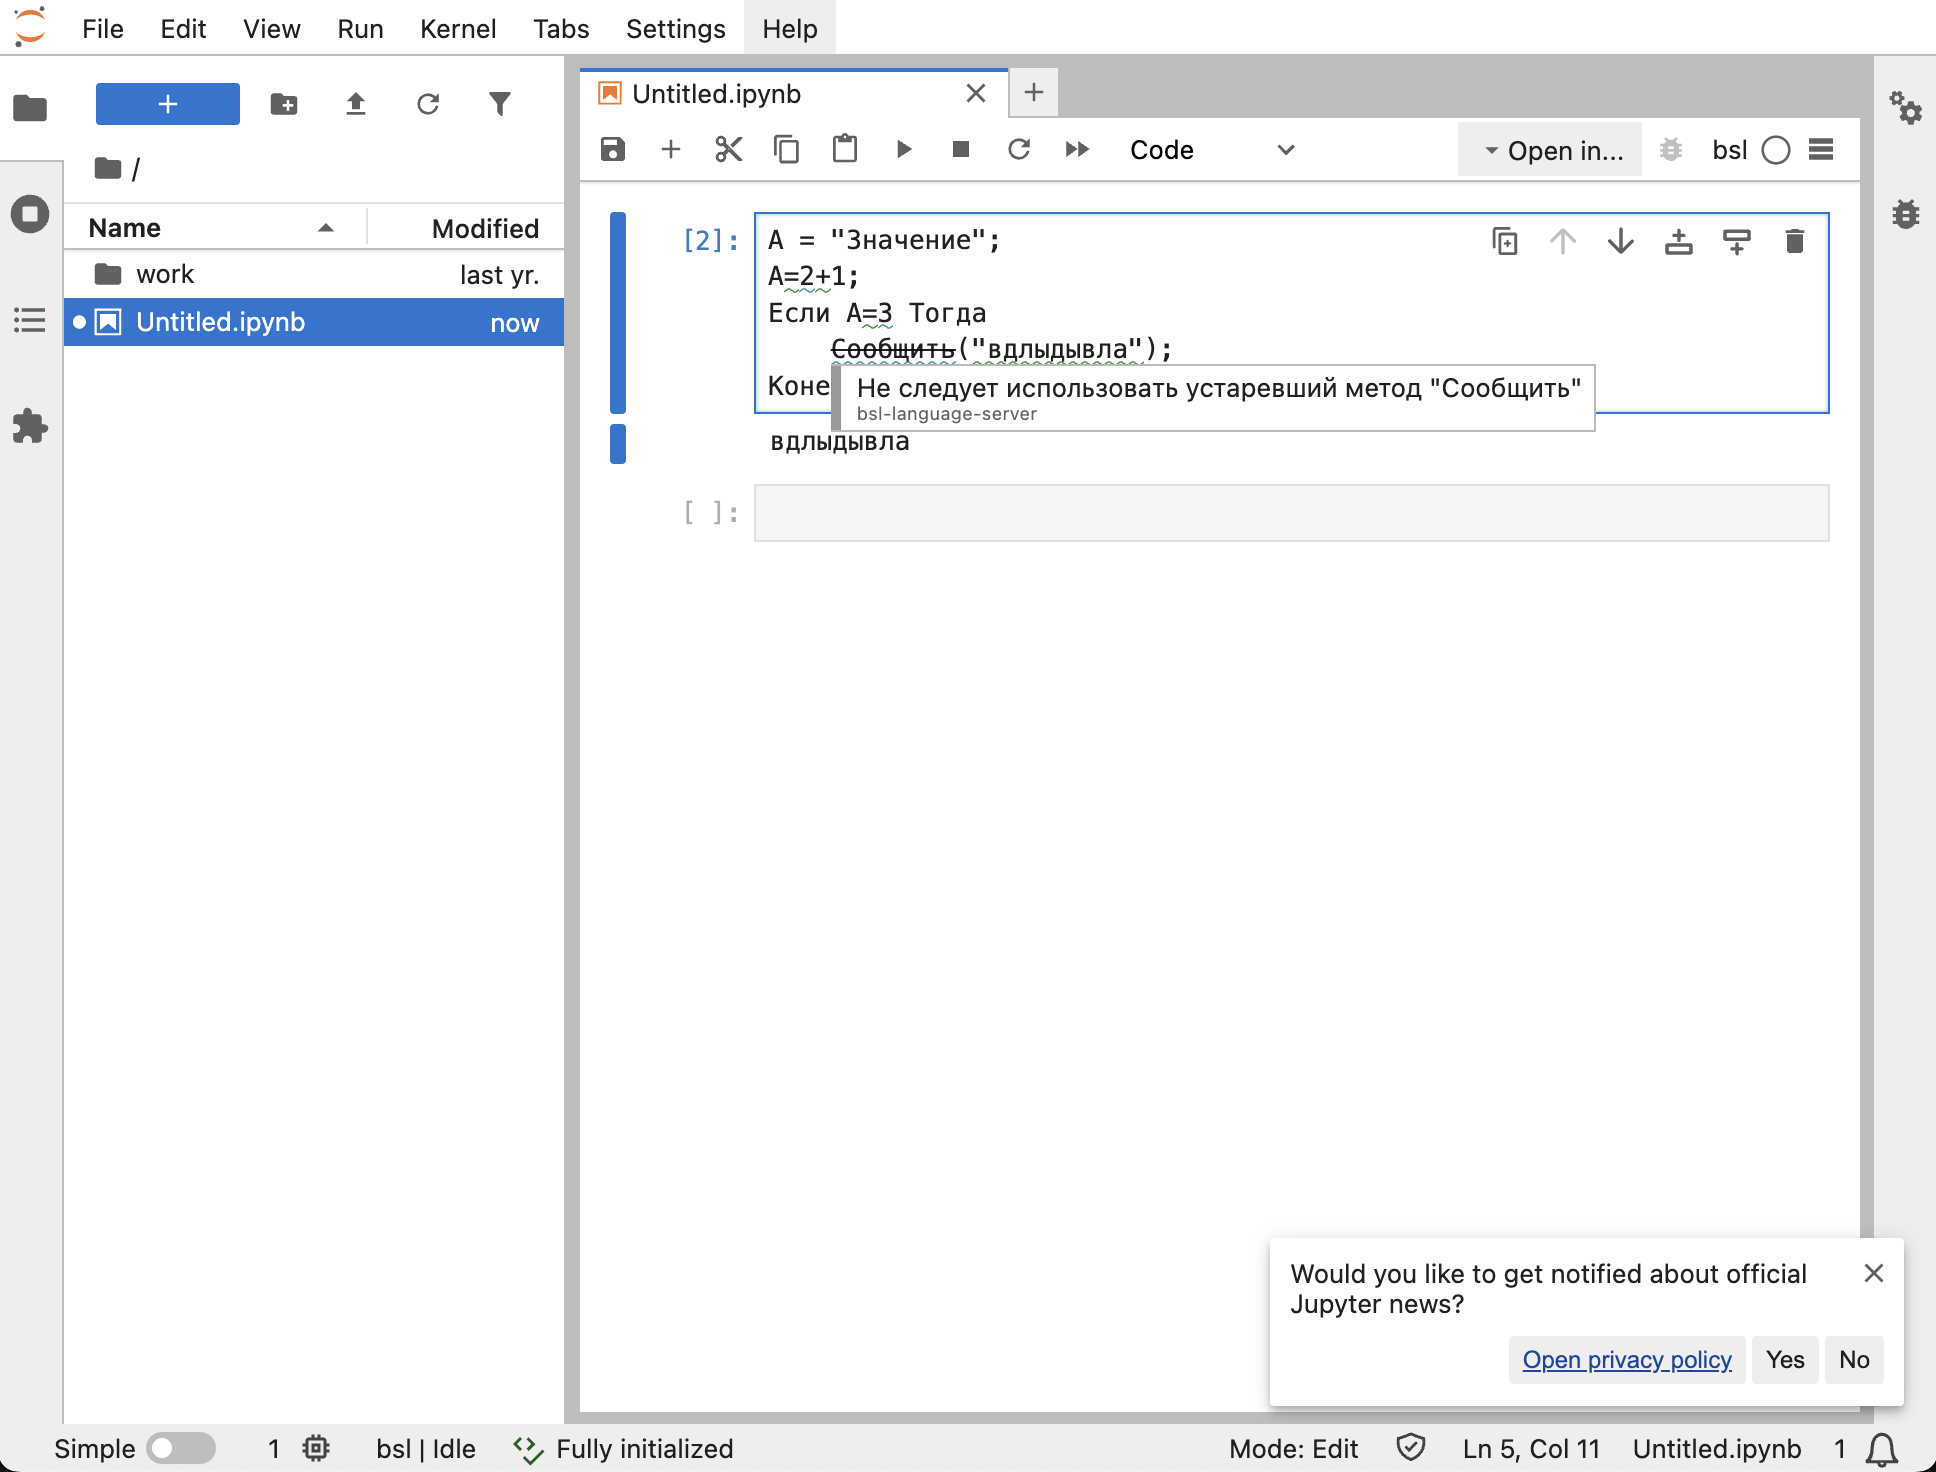 File Edit View Run Kernel Tabs Settings Help
/
Name Modified
work last yr.
Untitled.ipynb now
Untitled.ipynb
Code
Open in...
bsl
[2]:
А = "Значение";
А=2+1;
Если А=3 Тогда
Сообщить("вдлыдывла");
Коне
Не следует использовать устаревший метод "Сообщить"
bsl-language-server
вдлыдывла
[ ]:
Would you like to get notified about official
Jupyter news?
Open privacy policy Yes No
Simple 1 bsl | Idle Fully initialized Mode: Edit Ln 5, Col 11 Untitled.ipynb 1